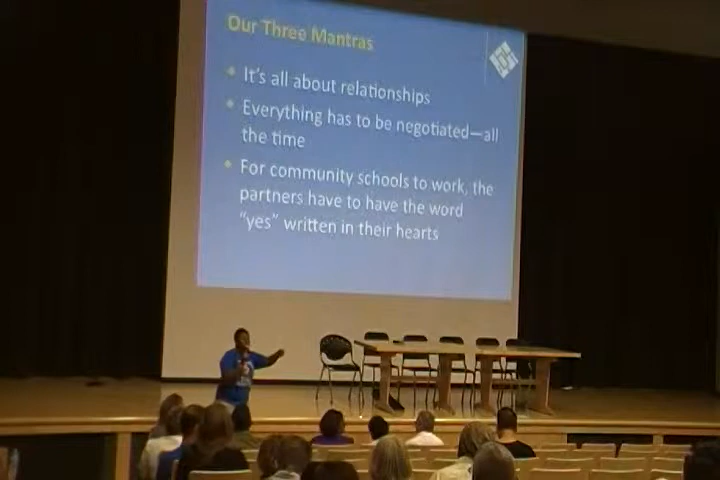 Our Three Mantras
It's all about relationships
Everything has to be negotiated—all
the time
For community schools to work, the
partners have to have the word
"yes" written in their hearts